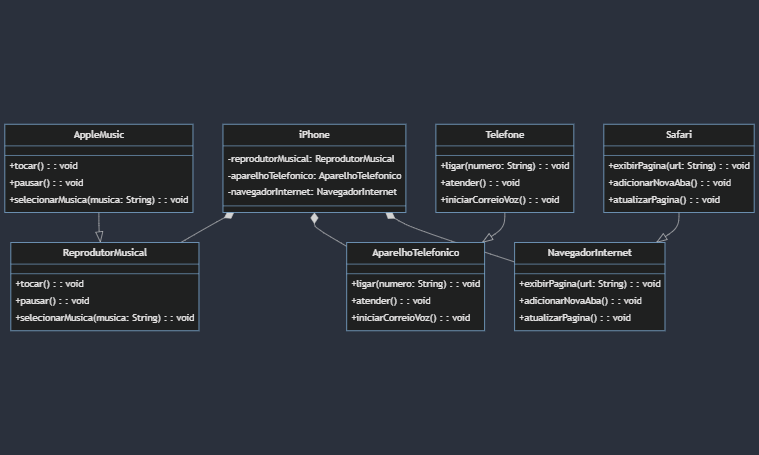 AppleMusic
+tocar() : : void
+pausar() : : void
+selecionarMusica(musica: String) : : void
iPhone
-reprodutorMusical: ReprodutorMusical
-aparelhoTelefonico: AparelhoTelefonico
-navegadorInternet: NavegadorInternet
Telefone
+ligar(numero: String) : : void
+atender() : : void
+iniciarCorreioVoz() : : void
Safari
+exibirPagina(url: String) : : void
+adicionarNovaAba() : : void
+atualizarPagina() : : void
ReprodutorMusical
+tocar() : : void
+pausar() : : void
+selecionarMusica(musica: String) : : void
AparelhoTelefonico
+ligar(numero: String) : : void
+atender() : : void
+iniciarCorreioVoz() : : void
NavegadorInternet
+exibirPagina(url: String) : : void
+adicionarNovaAba() : : void
+atualizarPagina() : : void